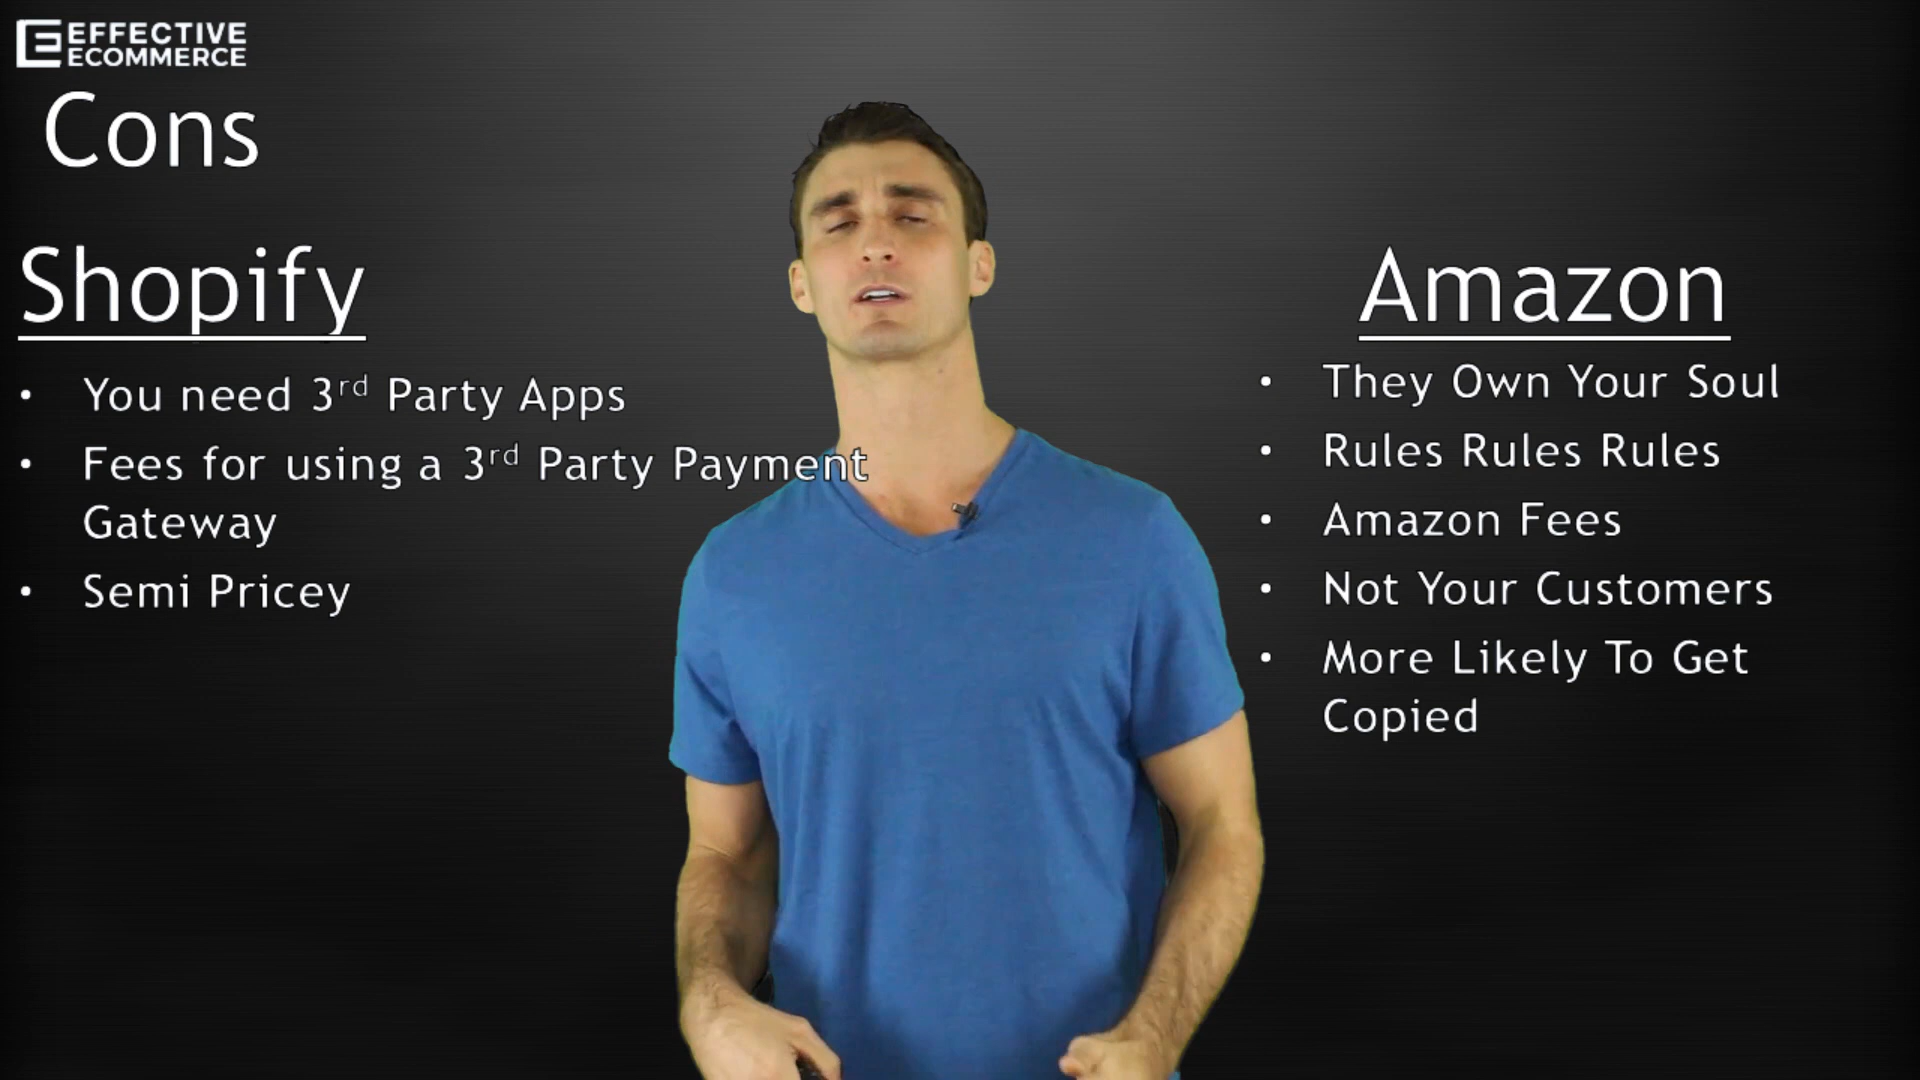 EFFECTIVE
ECOMMERCE
Cons
Shopify
• You need 3rd Party Apps
• Fees for using a 3rd Party Payment
Gateway
• Semi Pricey
Amazon
• They Own Your Soul
• Rules Rules Rules
• Amazon Fees
• Not Your Customers
• More Likely To Get
Copied